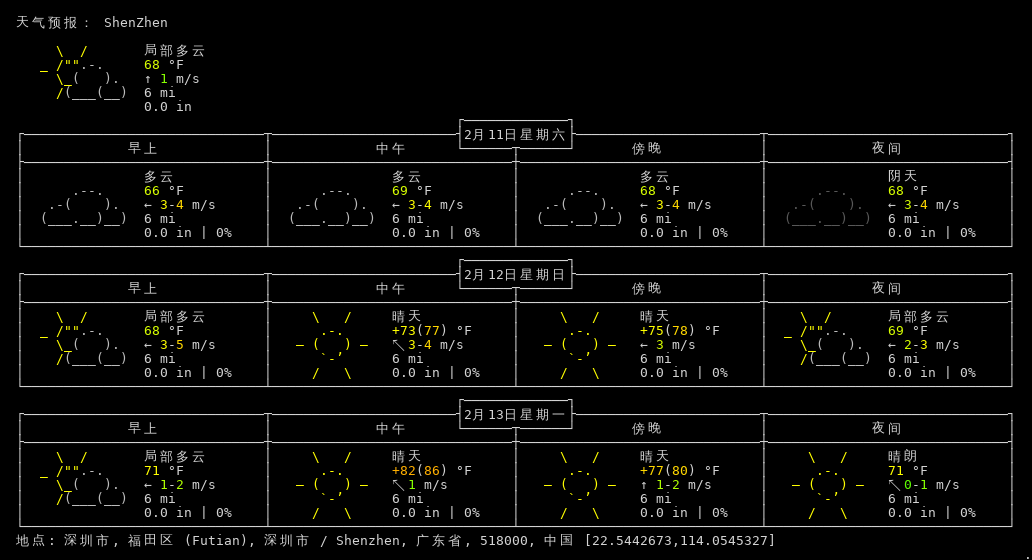 天气预报： ShenZhen
局部多云
68 °F
↑ 1 m/s
6 mi
0.0 in
2月11日星期六
早上 中午 傍晚 夜间
多云 多云 多云 阴天
66 °F 69 °F 68 °F 68 °F
← 3-4 m/s ← 3-4 m/s ← 3-4 m/s ← 3-4 m/s
6 mi 6 mi 6 mi 6 mi
0.0 in | 0% 0.0 in | 0% 0.0 in | 0% 0.0 in | 0%
2月12日星期日
早上 中午 傍晚 夜间
局部多云 晴天 晴天 局部多云
68 °F +73(77) °F +75(78) °F 69 °F
← 3-5 m/s ↖ 3-4 m/s ← 3 m/s ← 2-3 m/s
6 mi 6 mi 6 mi 6 mi
0.0 in | 0% 0.0 in | 0% 0.0 in | 0% 0.0 in | 0%
2月13日星期一
早上 中午 傍晚 夜间
局部多云 晴天 晴天 晴朗
71 °F +82(86) °F +77(80) °F 71 °F
← 1-2 m/s ↖ 1 m/s ↑ 1-2 m/s ↖ 0-1 m/s
6 mi 6 mi 6 mi 6 mi
0.0 in | 0% 0.0 in | 0% 0.0 in | 0% 0.0 in | 0%
地点: 深圳市, 福田区 (Futian), 深圳市 / Shenzhen, 广东省, 518000, 中国 [22.5442673,114.0545327]